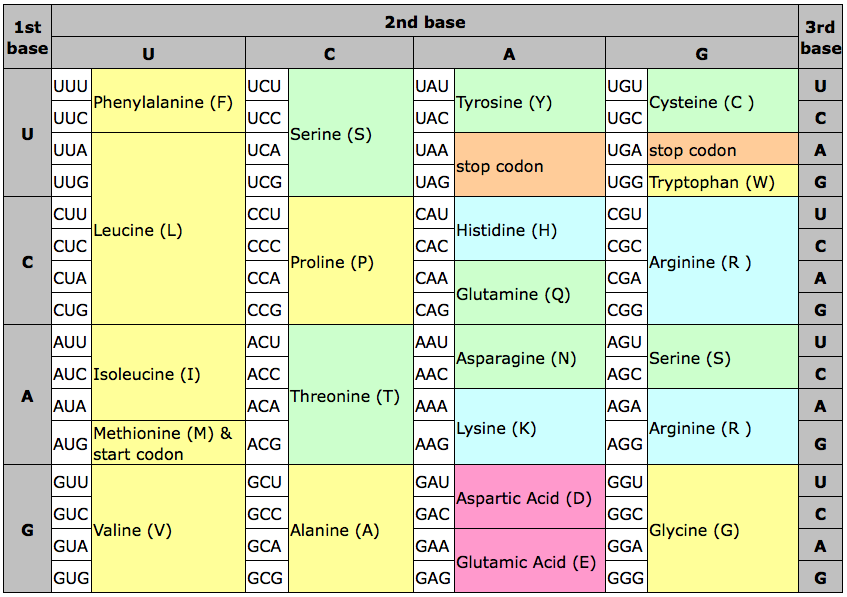 1st base 2nd base 3rd base
U C A G
UUU Phenylalanine (F) UCU Serine (S) UAU Tyrosine (Y) UGU Cysteine (C ) U
UUC UCC UAC UGC C
U UUA Leucine (L) UCA UAA stop codon UGA stop codon A
UUG UCG UAG UGG Tryptophan (W) G
CUU CCU Proline (P) CAU Histidine (H) CGU Arginine (R ) U
CUC CCC CAC CGC C
C CUA CCA CAA Glutamine (Q) CGA A
CUG CCG CAG CGG G
AUU Isoleucine (I) ACU Threonine (T) AAU Asparagine (N) AGU Serine (S) U
AUC ACC AAC AGC C
A AUA ACA AAA Lysine (K) AGA Arginine (R ) A
AUG Methionine (M) & start codon ACG AAG AGG G
GUU Valine (V) GCU Alanine (A) GAU Aspartic Acid (D) GGU Glycine (G) U
GUC GCC GAC GGC C
G GUA GCA GAA Glutamic Acid (E) GGA A
GUG GCG GAG GGG G